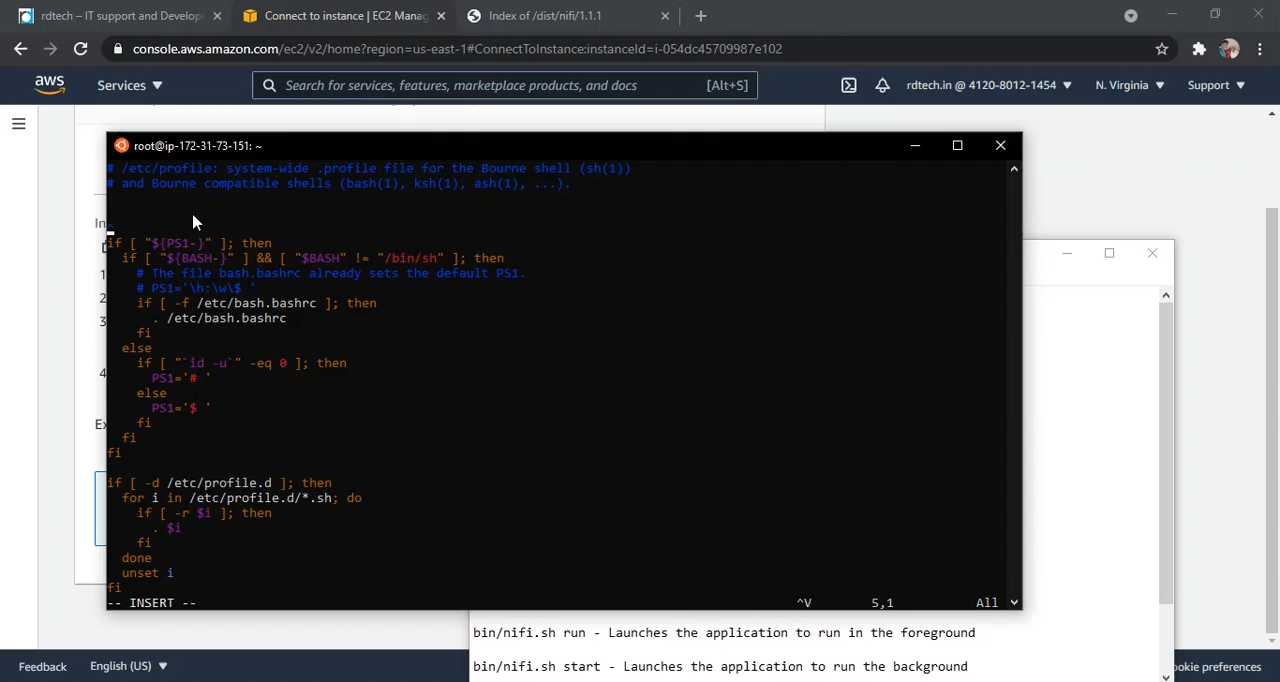 rdtech – IT support and Develop
Connect to instance | EC2 Manag
Index of /dist/nifi/1.1.1
console.aws.amazon.com/ec2/v2/home?region=us-east-1#ConnectToInstance:instanceId=i-054dc45709987e102
aws
Services
Search for services, features, marketplace products, and docs
[Alt+S]
rdtech.in @ 4120-8012-1454
N. Virginia
Support
root@ip-172-31-73-151: ~
# /etc/profile: system-wide .profile file for the Bourne shell (sh(1))
# and Bourne compatible shells (bash(1), ksh(1), ash(1), ...).
In
if [ "${PS1-}" ]; then
if [ "${BASH-}" ] && [ "$BASH" != "/bin/sh" ]; then
# The file bash.bashrc already sets the default PS1.
# PS1='\h:\w\$ '
if [ -f /etc/bash.bashrc ]; then
. /etc/bash.bashrc
fi
else
if [ "`id -u`" -eq 0 ]; then
PS1='# '
else
PS1='$ '
fi
fi
fi
if [ -d /etc/profile.d ]; then
for i in /etc/profile.d/*.sh; do
if [ -r $i ]; then
. $i
fi
done
unset i
fi
-- INSERT --
^V
5,1
All
1
2
3
4
Ex
bin/nifi.sh run - Launches the application to run in the foreground
bin/nifi.sh start - Launches the application to run the background
Feedback
English (US)
ookie preferences